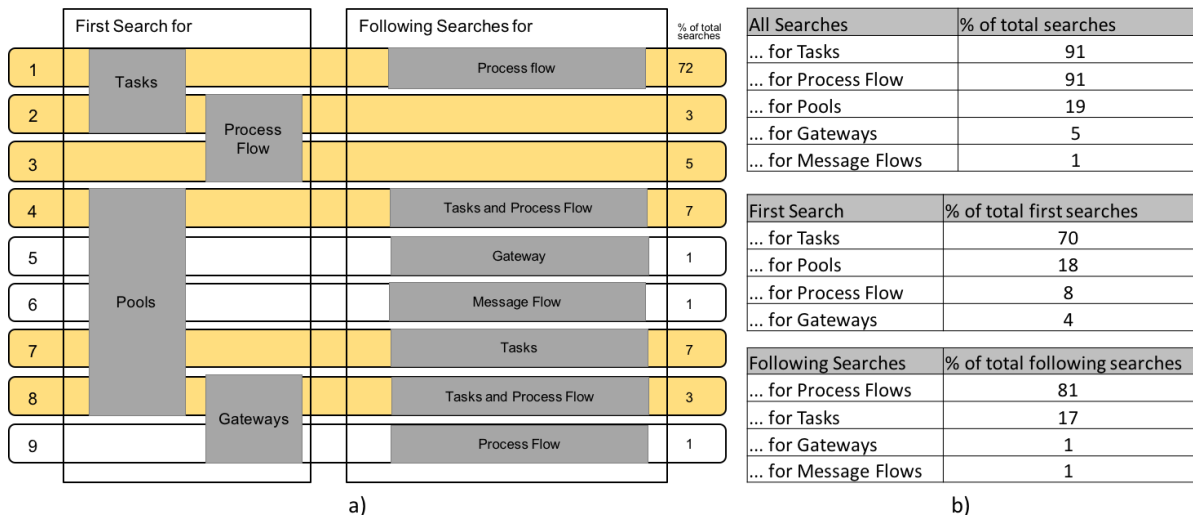 First Search for
Following Searches for
% of total
searches
1
Tasks
Process flow
72
2
Process
Flow
3
3
5
4
Pools
Tasks and Process Flow
7
5
Gateway
1
6
Message Flow
1
7
Tasks
7
8
Gateways
Tasks and Process Flow
3
9
Process Flow
1
a)
All Searches % of total searches
... for Tasks 91
... for Process Flow 91
... for Pools 19
... for Gateways 5
... for Message Flows 1
First Search % of total first searches
... for Tasks 70
... for Pools 18
... for Process Flow 8
... for Gateways 4
Following Searches % of total following searches
... for Process Flows 81
... for Tasks 17
... for Gateways 1
... for Message Flows 1
b)